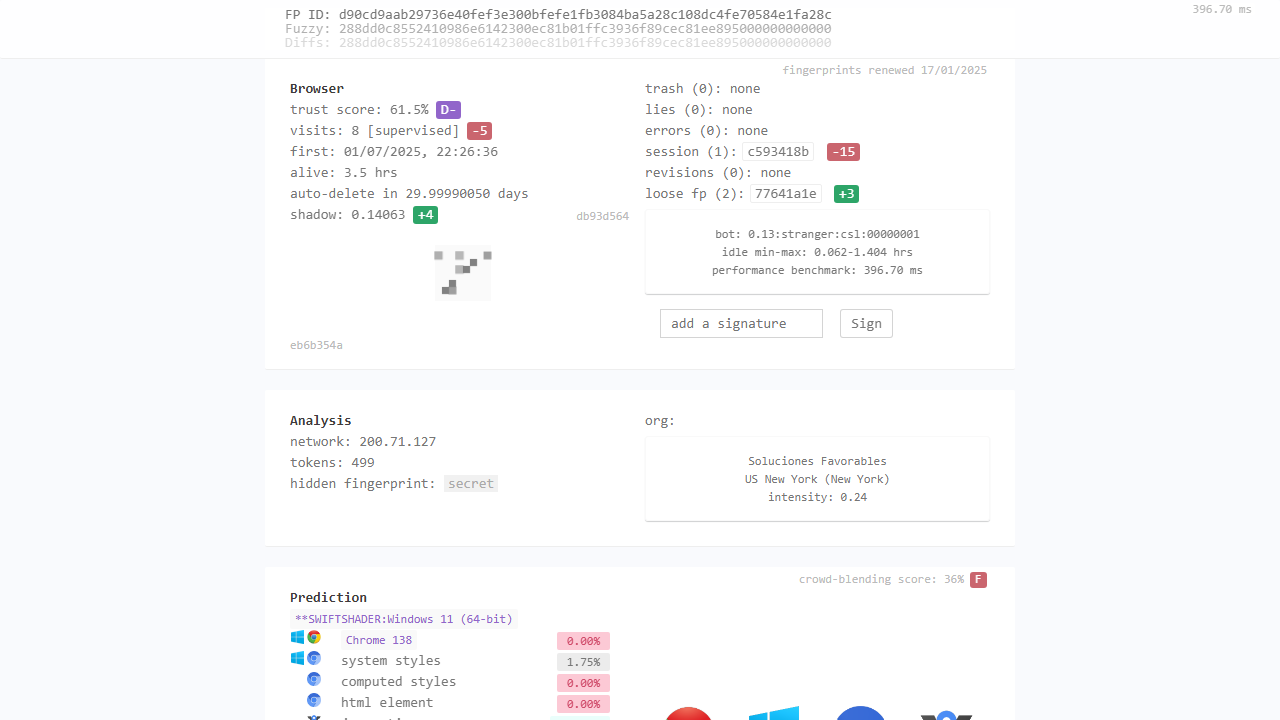 396.70 ms
FP ID: d90cd9aab29736e40fef3e300bfefe1fb3084ba5a28c108dc4fe70584e1fa28c
Fuzzy: 288dd0c8552410986e6142300ec81b01ffc3936f89cec81ee895000000000000
Diffs: 288dd0c8552410986e6142300ec81b01ffc3936f89cec81ee895000000000000
fingerprints renewed 17/01/2025
Browser
trust score: 61.5% D-
visits: 8 [supervised] -5
first: 01/07/2025, 22:26:36
alive: 3.5 hrs
auto-delete in 29.99990050 days
shadow: 0.14063 +4
db93d564
eb6b354a
trash (0): none
lies (0): none
errors (0): none
session (1): c593418b -15
revisions (0): none
loose fp (2): 77641a1e +3
bot: 0.13:stranger:csl:00000001
idle min-max: 0.062-1.404 hrs
performance benchmark: 396.70 ms
add a signature
Sign
Analysis
network: 200.71.127
tokens: 499
hidden fingerprint: secret
org:
Soluciones Favorables
US New York (New York)
intensity: 0.24
crowd-blending score: 36% F
Prediction
**SWIFTSHADER:Windows 11 (64-bit)
Chrome 138 0.00%
system styles 1.75%
computed styles 0.00%
html element 0.00%